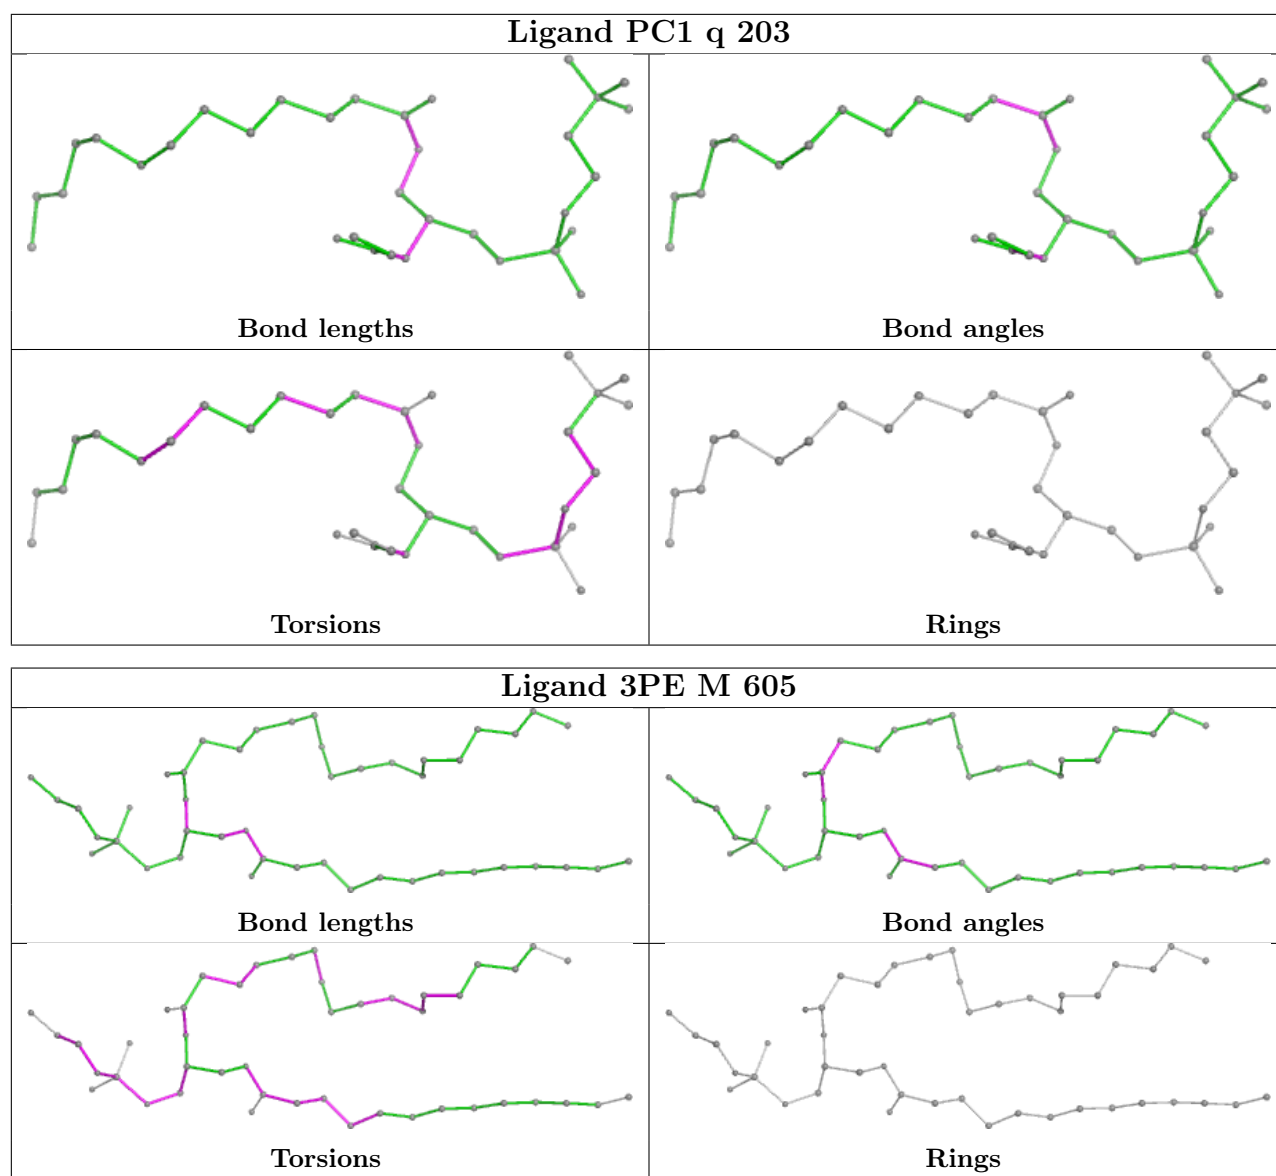 Ligand PC1 q 203
Bond lengths
Bond angles
Torsions
Rings
Ligand 3PE M 605
Bond lengths
Bond angles
Torsions
Rings